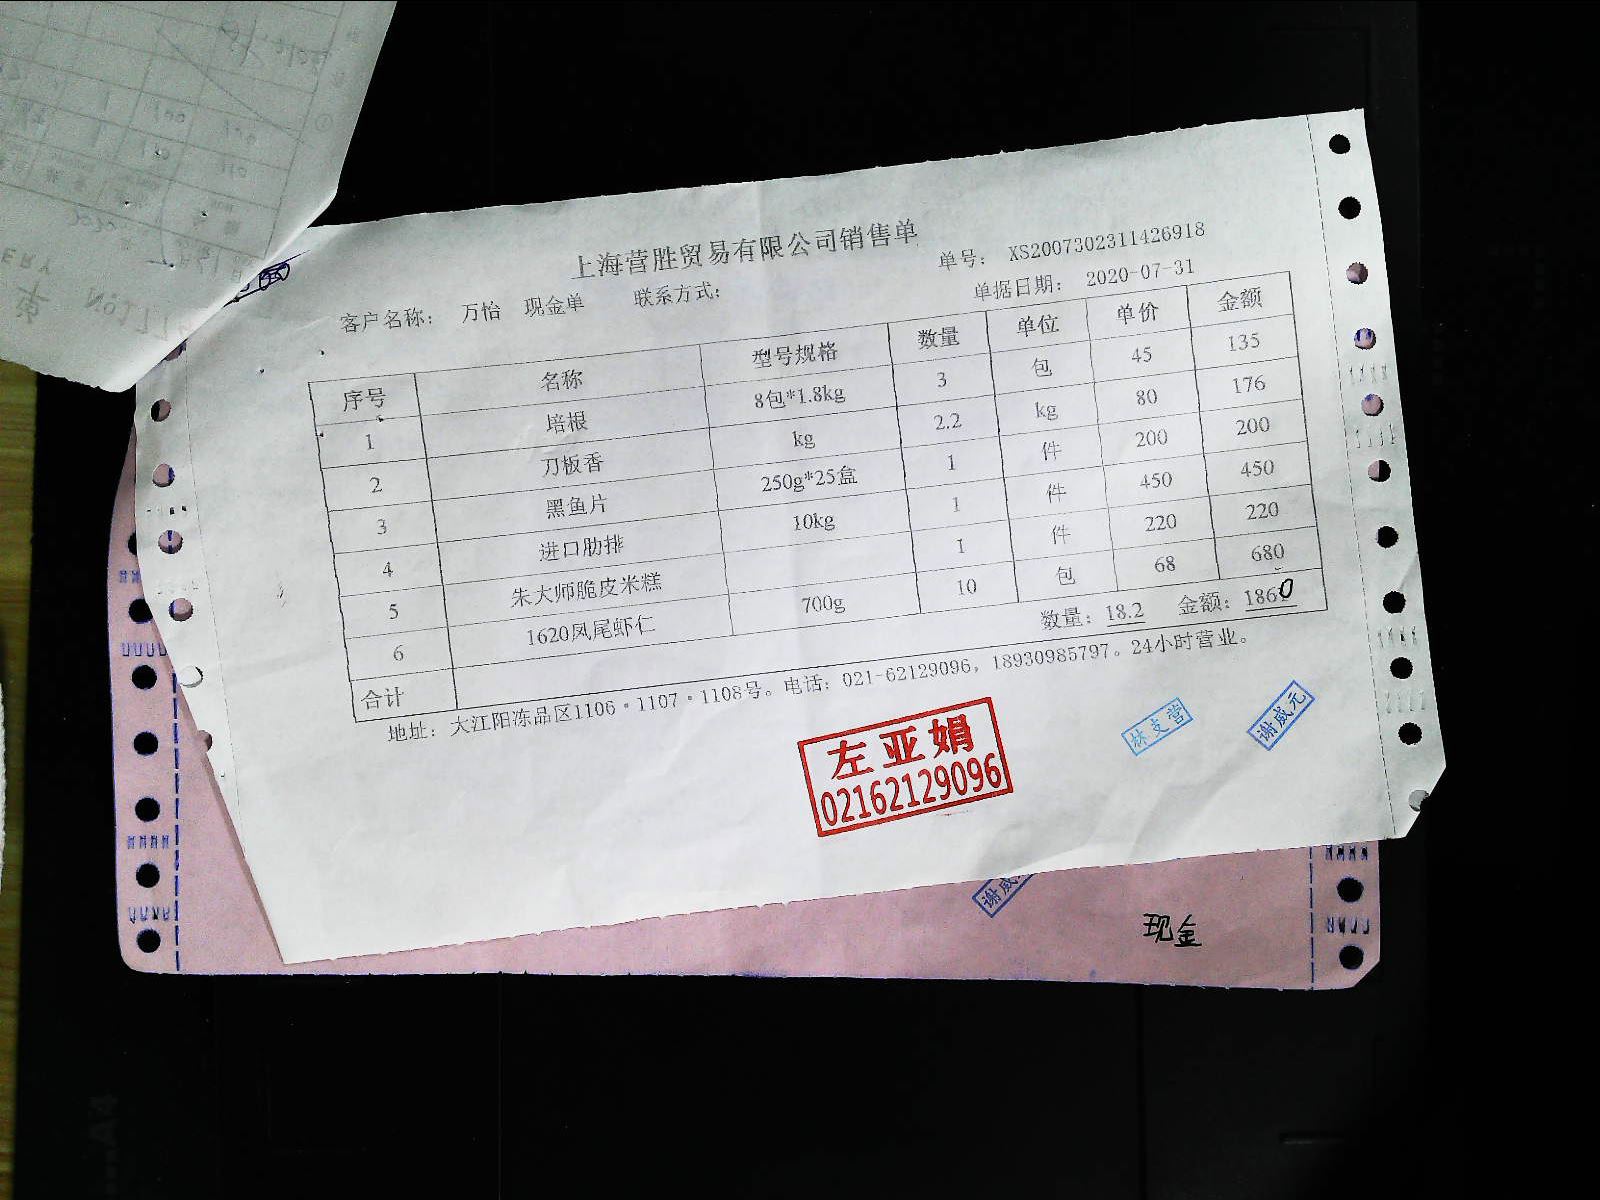 上海营胜贸易有限公司销售单
单号: XS2007302311426918
客户名称: 万怡 现金单 联系方式: 单据日期: 2020-07-31
序号 名称 型号规格 数量 单位 单价 金额
1 培根 8包*1.8kg 3 包 45 135
2 刀板香 kg 2.2 kg 80 176
3 黑鱼片 250g*25盒 1 件 200 200
4 进口肋排 10kg 1 件 450 450
5 朱大师脆皮米糕 1 件 220 220
6 1620凤尾虾仁 700g 10 包 68 680
合计 数量: 18.2 金额: 1860
地址: 大江阳冻品区1106·1107·1108号。电话: 021-62129096, 18930985797。24小时营业。
左亚娟
02162129096
林支营
谢威元
谢威
现金